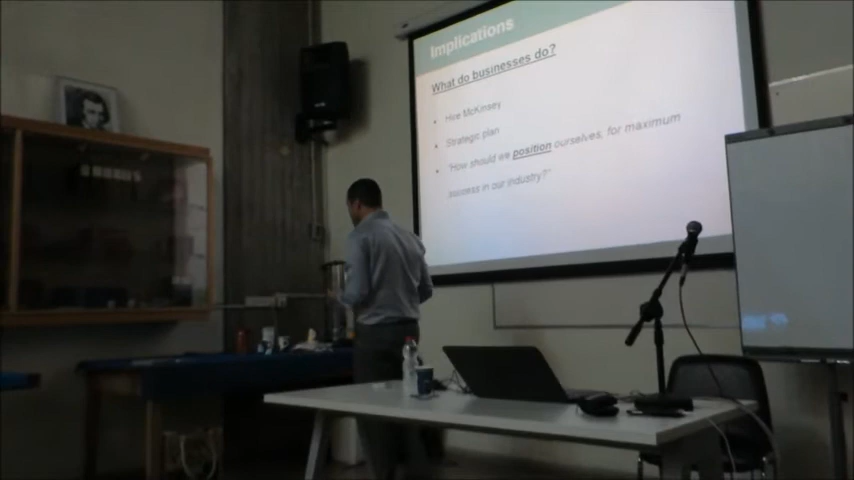 Implications
What do businesses do?
• Hire McKinsey
• Strategic plan
• "How should we position ourselves, for maximum
success in our industry?"